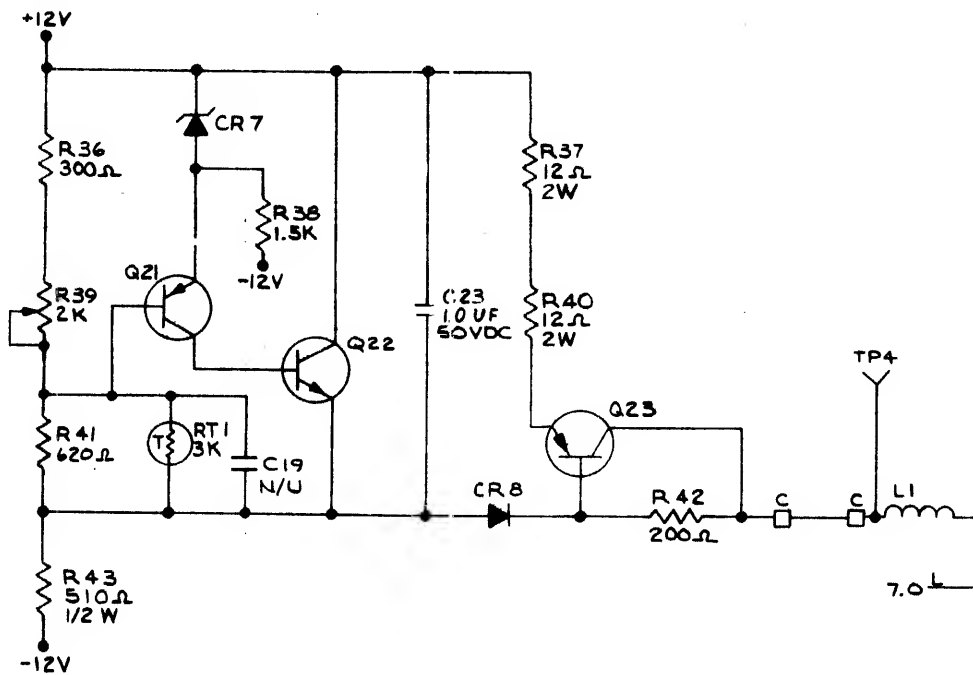 +12V
R36
300Ω
CR7
R38
1.5K
-12V
R37
12Ω
2W
Q21
R39
2K
C23
1.0 UF
50VDC
R40
12Ω
2W
Q22
TP4
Q23
R41
620Ω
T
RT1
3K
C19
N/U
CR8
R42
200Ω
C
C
L1
R43
510Ω
1/2 W
7.0 L
-12V